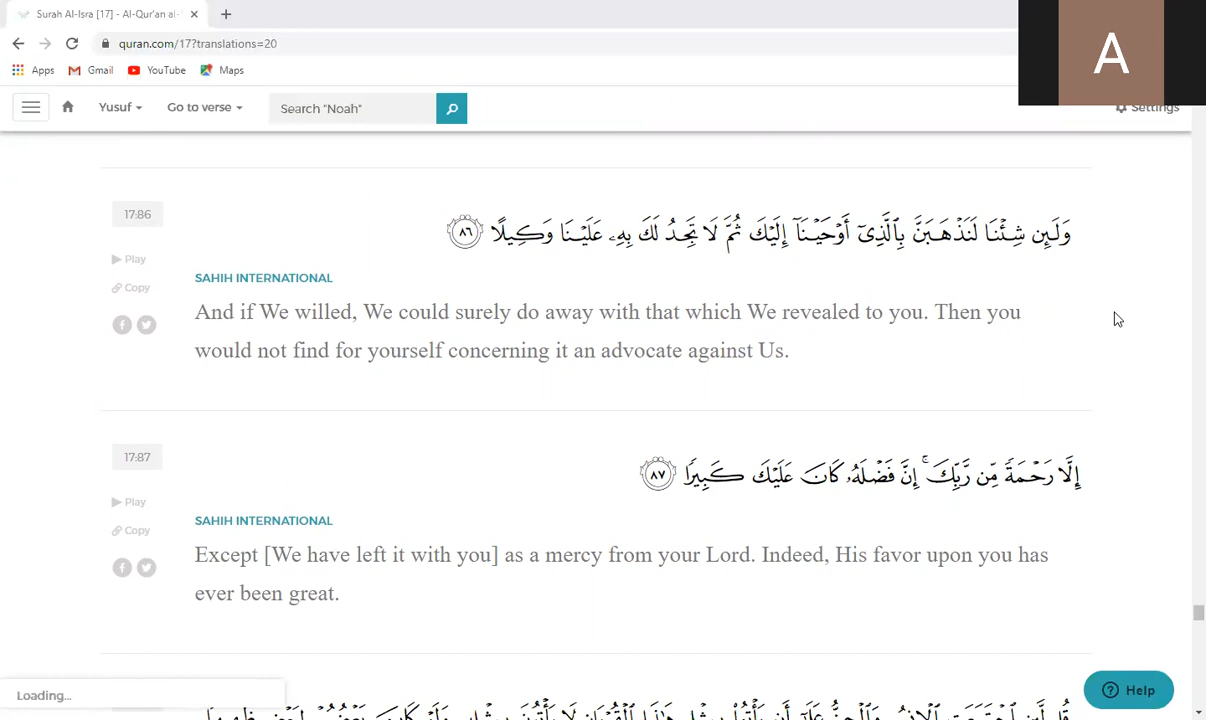 Surah Al-Isra [17] - Al-Qur'an al-
quran.com/17?translations=20
Apps Gmail YouTube Maps
A
Yusuf Go to verse Search "Noah" Settings
17:86
وَلَئِن شِئْنَا لَنَذْهَبَنَّ بِٱلَّذِىٓ أَوْحَيْنَآ إِلَيْكَ ثُمَّ لَا تَجِدُ لَكَ بِهِۦ عَلَيْنَا وَكِيلًا ٨٦
Play
Copy
SAHIH INTERNATIONAL
And if We willed, We could surely do away with that which We revealed to you. Then you
would not find for yourself concerning it an advocate against Us.
17:87
إِلَّا رَحْمَةً مِّن رَّبِّكَ ۚ إِنَّ فَضْلَهُۥ كَانَ عَلَيْكَ كَبِيرًا ٨٧
Play
Copy
SAHIH INTERNATIONAL
Except [We have left it with you] as a mercy from your Lord. Indeed, His favor upon you has
ever been great.
Loading...
Help